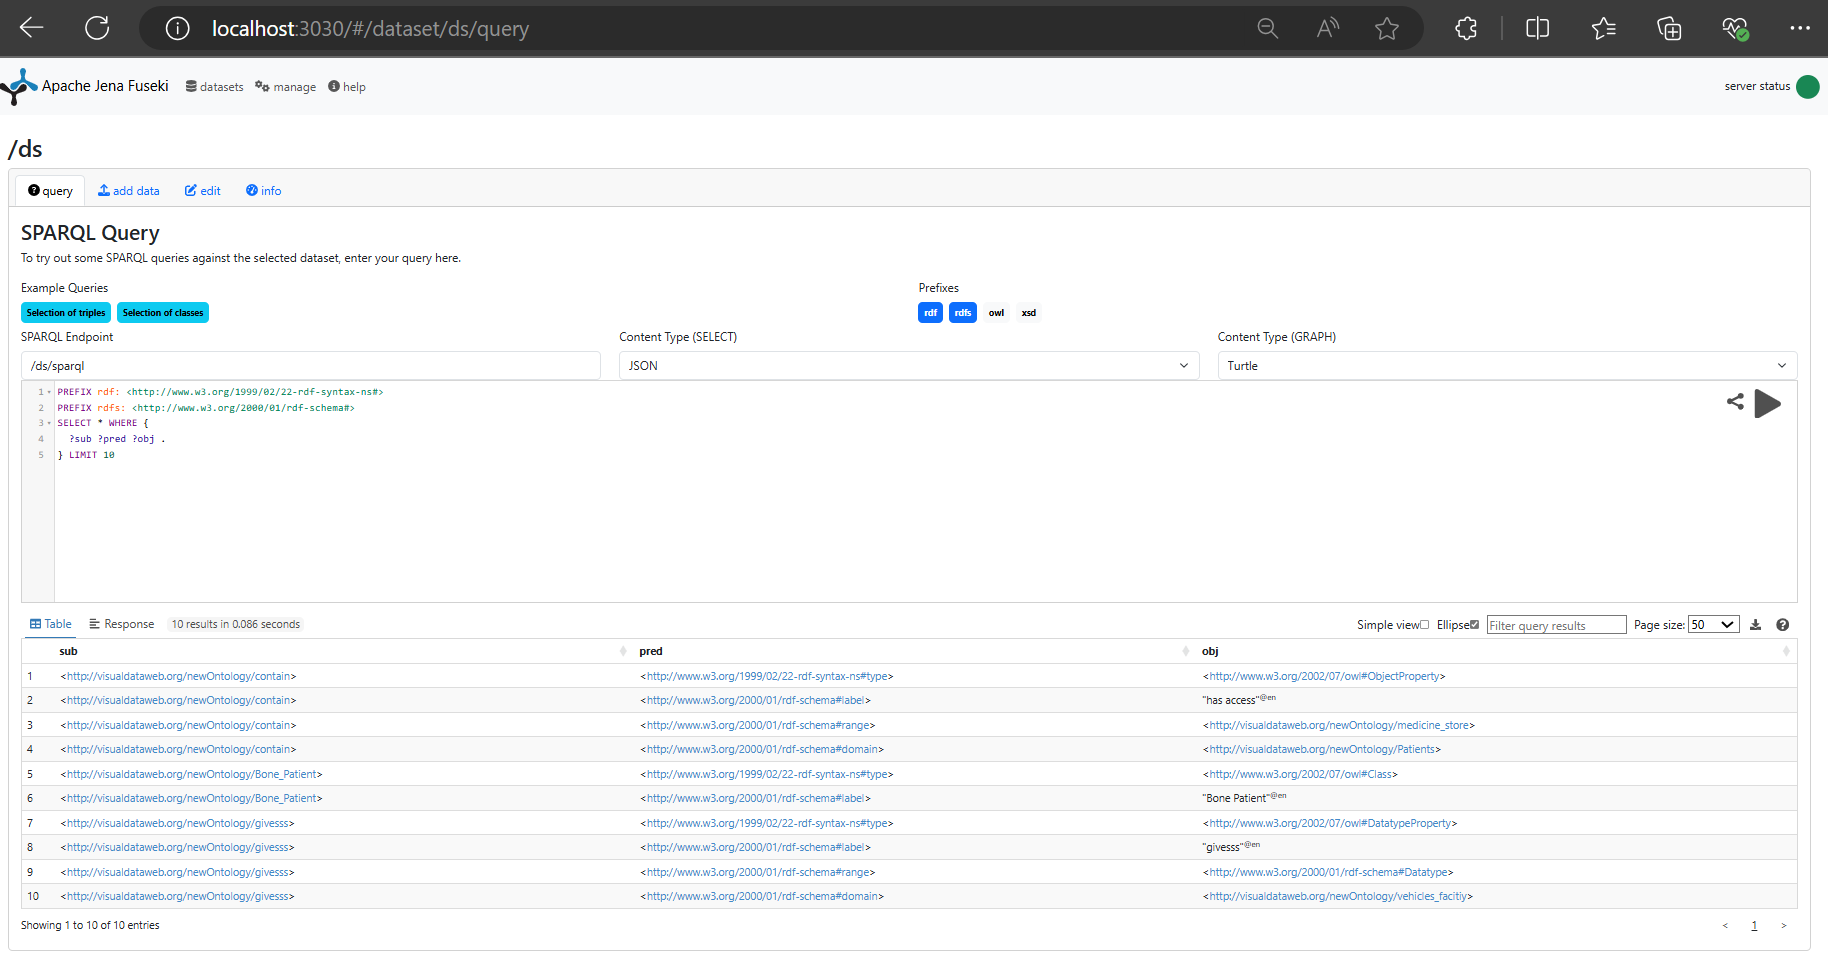 localhost:3030/#/dataset/ds/query
Apache Jena Fuseki datasets manage help server status
/ds
query add data edit info
SPARQL Query
To try out some SPARQL queries against the selected dataset, enter your query here.
Example Queries Prefixes
Selection of triples Selection of classes rdf rdfs owl xsd
SPARQL Endpoint Content Type (SELECT) Content Type (GRAPH)
/ds/sparql JSON Turtle
1 PREFIX rdf: <http://www.w3.org/1999/02/22-rdf-syntax-ns#>
2 PREFIX rdfs: <http://www.w3.org/2000/01/rdf-schema#>
3 SELECT * WHERE {
4 ?sub ?pred ?obj .
5 } LIMIT 10
Table Response 10 results in 0.086 seconds Simple view Ellipse Filter query results Page size: 50
sub pred obj
1 <http://visualdataweb.org/newOntology/contain> <http://www.w3.org/1999/02/22-rdf-syntax-ns#type> <http://www.w3.org/2002/07/owl#ObjectProperty>
2 <http://visualdataweb.org/newOntology/contain> <http://www.w3.org/2000/01/rdf-schema#label> "has access"@en
3 <http://visualdataweb.org/newOntology/contain> <http://www.w3.org/2000/01/rdf-schema#range> <http://visualdataweb.org/newOntology/medicine_store>
4 <http://visualdataweb.org/newOntology/contain> <http://www.w3.org/2000/01/rdf-schema#domain> <http://visualdataweb.org/newOntology/Patients>
5 <http://visualdataweb.org/newOntology/Bone_Patient> <http://www.w3.org/1999/02/22-rdf-syntax-ns#type> <http://www.w3.org/2002/07/owl#Class>
6 <http://visualdataweb.org/newOntology/Bone_Patient> <http://www.w3.org/2000/01/rdf-schema#label> "Bone Patient"@en
7 <http://visualdataweb.org/newOntology/givesss> <http://www.w3.org/1999/02/22-rdf-syntax-ns#type> <http://www.w3.org/2002/07/owl#DatatypeProperty>
8 <http://visualdataweb.org/newOntology/givesss> <http://www.w3.org/2000/01/rdf-schema#label> "givesss"@en
9 <http://visualdataweb.org/newOntology/givesss> <http://www.w3.org/2000/01/rdf-schema#range> <http://www.w3.org/2000/01/rdf-schema#Datatype>
10 <http://visualdataweb.org/newOntology/givesss> <http://www.w3.org/2000/01/rdf-schema#domain> <http://visualdataweb.org/newOntology/vehicles_facitiy>
Showing 1 to 10 of 10 entries < 1 >